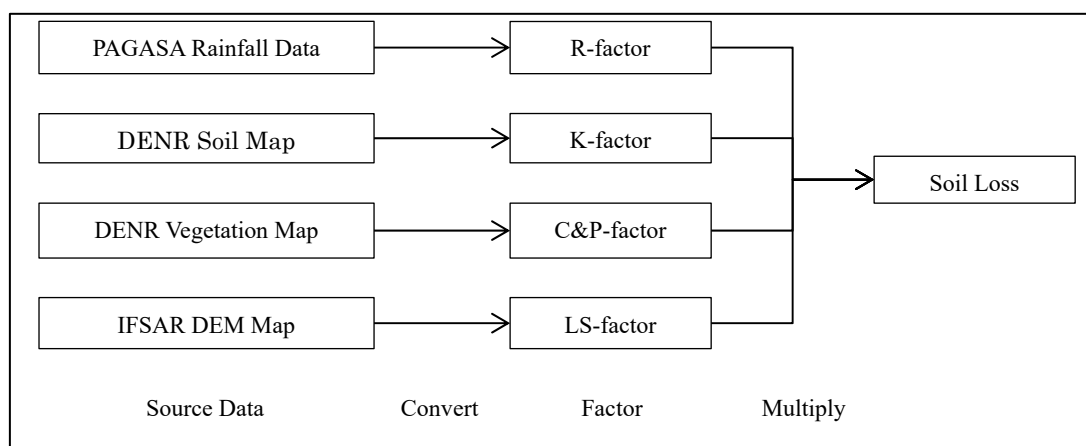 PAGASA Rainfall Data
R-factor
DENR Soil Map
K-factor
Soil Loss
DENR Vegetation Map
C&P-factor
IFSAR DEM Map
LS-factor
Source Data
Convert
Factor
Multiply